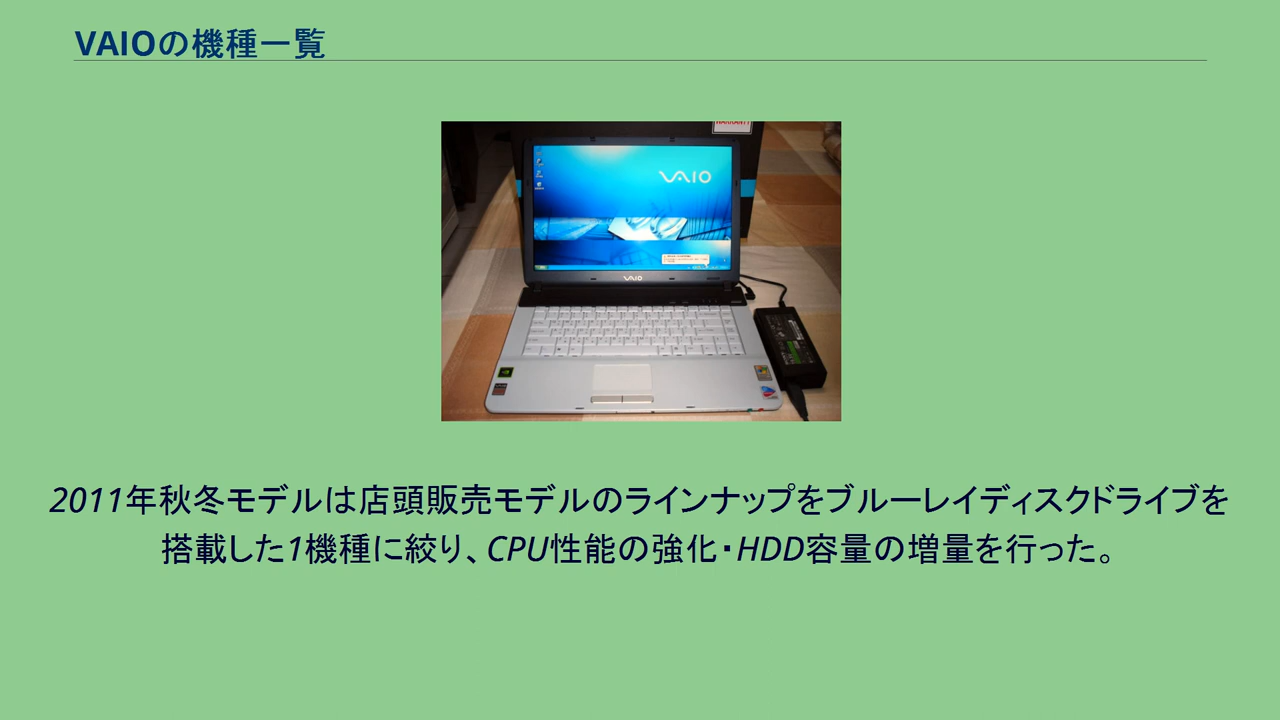 VAIOの機種一覧
VAIO
VAIO
2011年秋冬モデルは店頭販売モデルのラインナップをブルーレイディスクドライブを
搭載した1機種に絞り、CPU性能の強化・HDD容量の増量を行った。